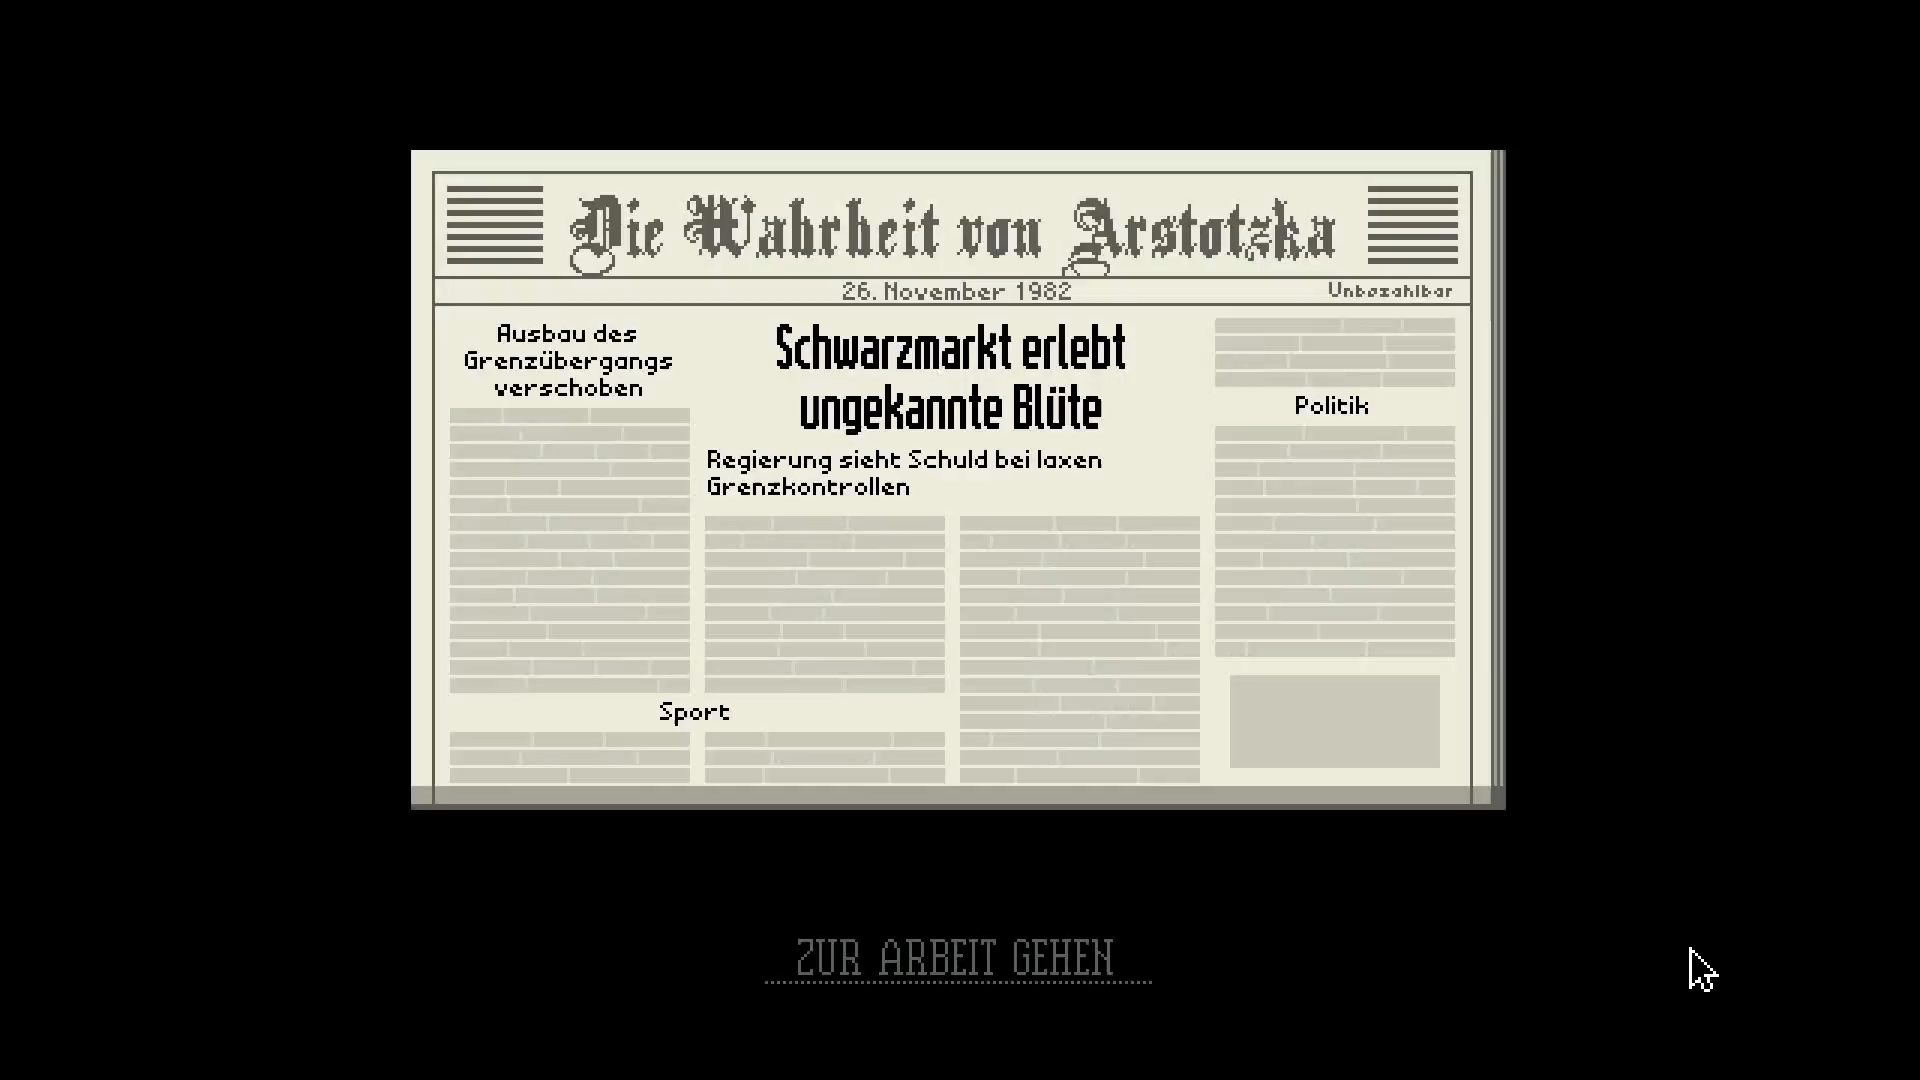 Die Wahrheit von Arstotzka
26. November 1982
Unbezahlbar
Ausbau des
Grenzübergangs
verschoben
Schwarzmarkt erlebt
ungekannte Blüte
Regierung sieht Schuld bei laxen
Grenzkontrollen
Politik
Sport
ZUR ARBEIT GEHEN